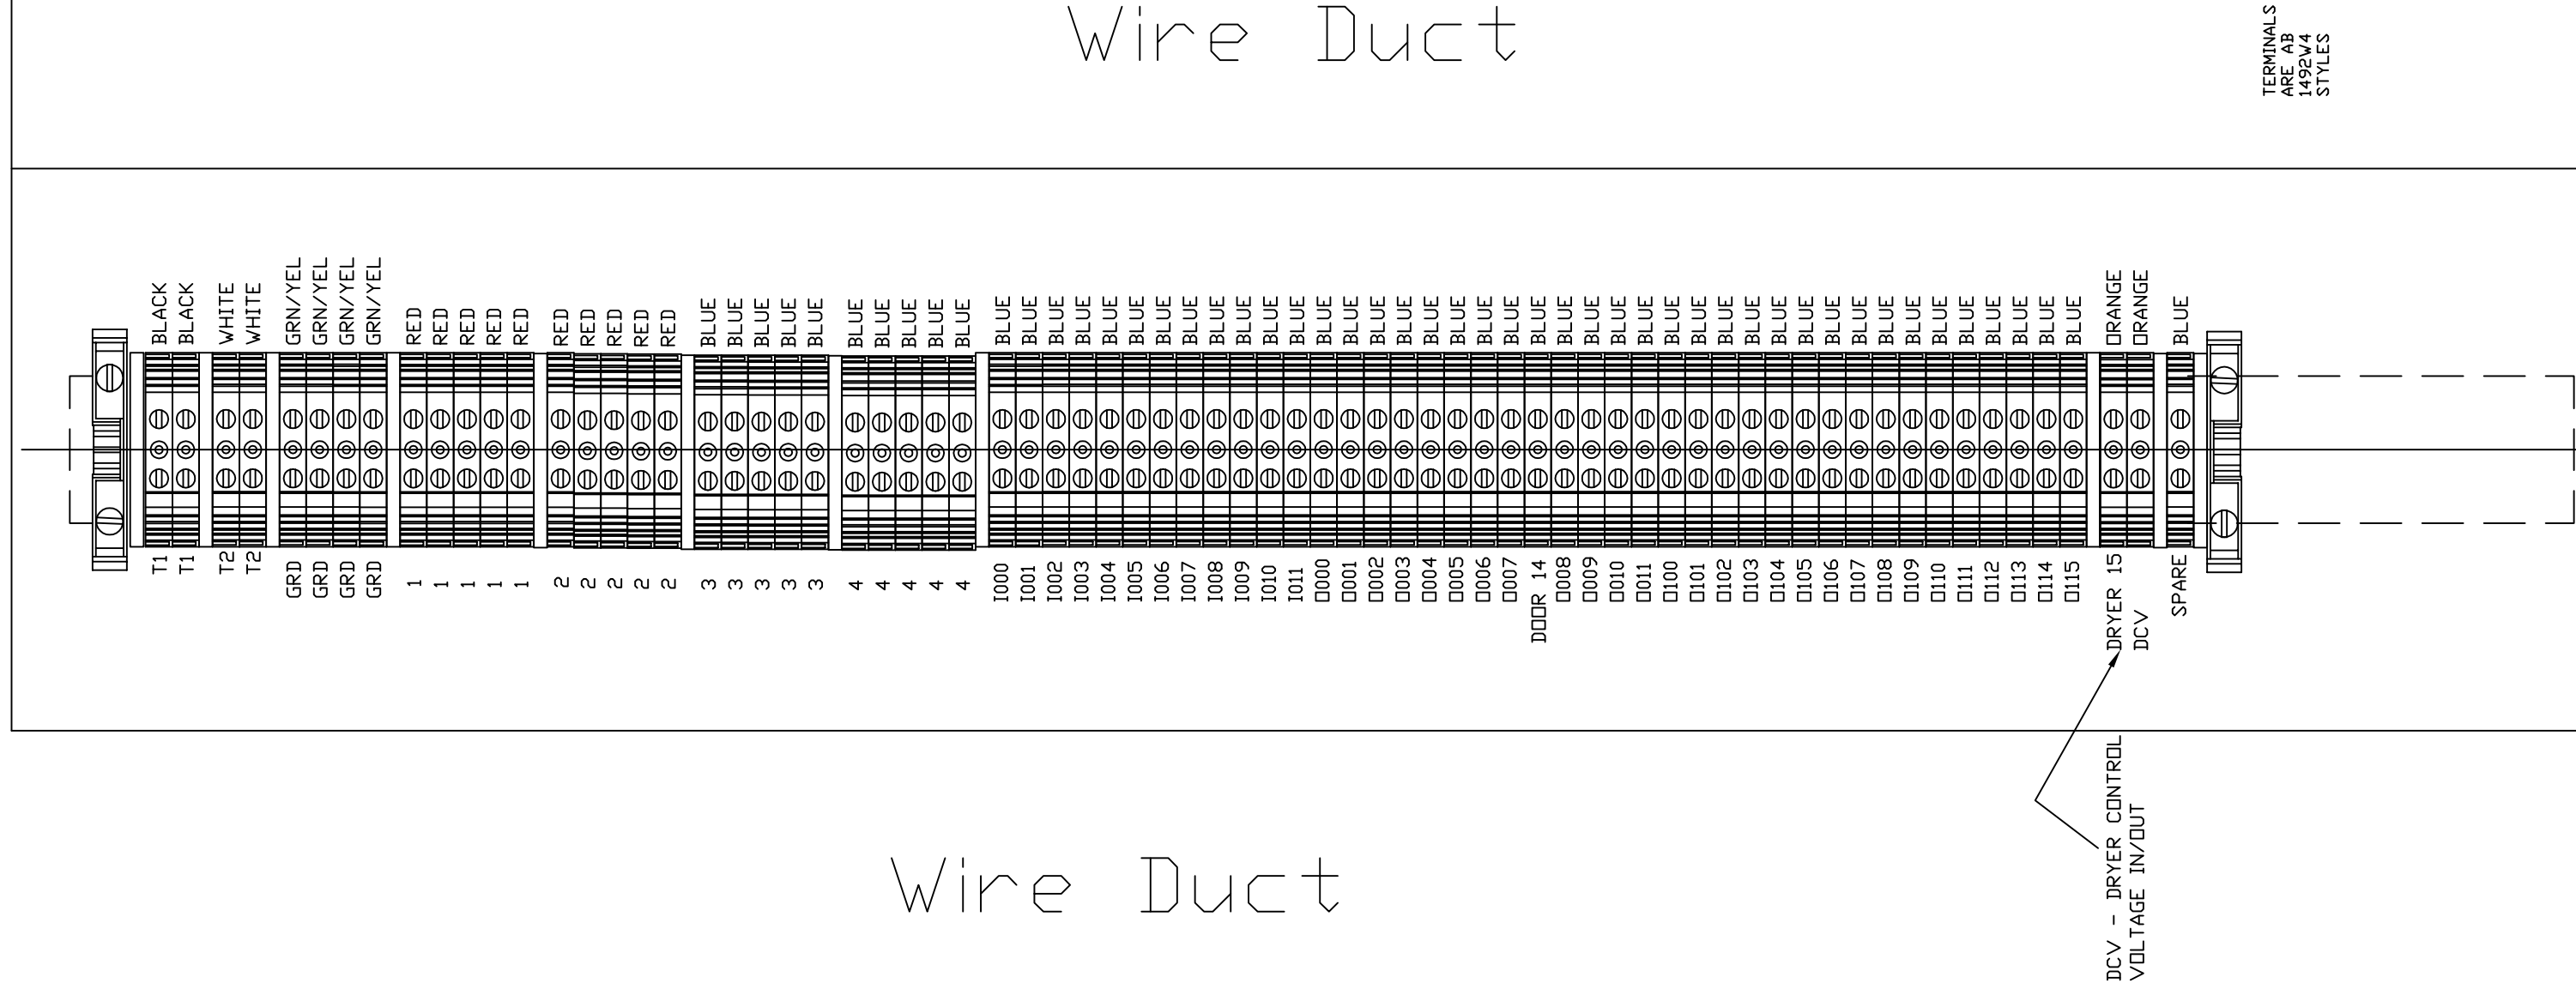 Wire Duct
TERMINALS
ARE AB
1492W4
STYLES
BLACK BLACK WHITE WHITE GRN/YEL GRN/YEL GRN/YEL GRN/YEL RED RED RED RED RED RED RED RED RED RED BLUE BLUE BLUE BLUE BLUE BLUE BLUE BLUE BLUE BLUE BLUE BLUE BLUE BLUE BLUE BLUE BLUE BLUE BLUE BLUE BLUE BLUE BLUE BLUE BLUE BLUE BLUE BLUE BLUE BLUE BLUE BLUE BLUE BLUE BLUE BLUE BLUE BLUE BLUE BLUE BLUE BLUE BLUE BLUE BLUE BLUE BLUE BLUE BLUE BLUE BLUE ORANGE ORANGE BLUE
T1 T1 T2 T2 GRD GRD GRD GRD 1 1 1 1 1 2 2 2 2 2 3 3 3 3 3 4 4 4 4 4 I000 I001 I002 I003 I004 I005 I006 I007 I008 I009 I010 I011 O000 O001 O002 O003 O004 O005 O006 O007 DOOR 14 O008 O009 O010 O011 O100 O101 O102 O103 O104 O105 O106 O107 O108 O109 O110 O111 O112 O113 O114 O115 DRYER 15 DCV SPARE
DCV - DRYER CONTROL
VOLTAGE IN/OUT
Wire Duct